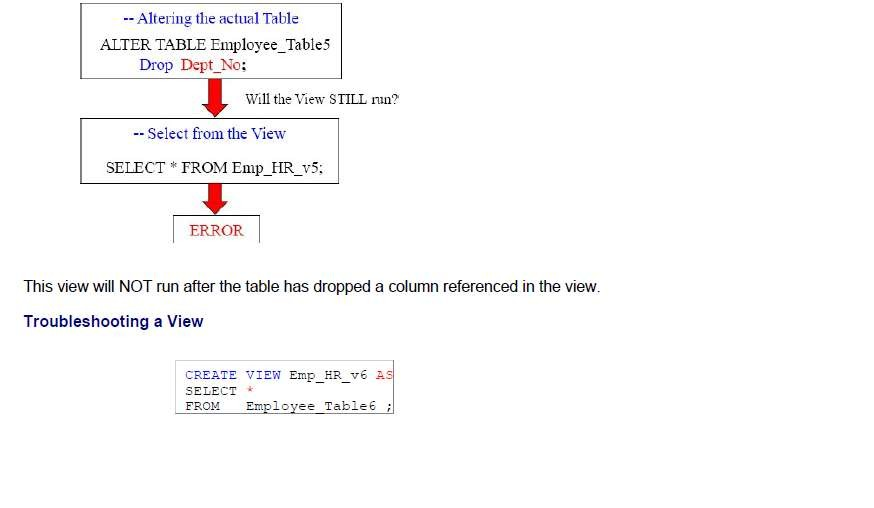 -- Altering the actual Table
ALTER TABLE Employee_Table5
Drop Dept_No;
Will the View STILL run?
-- Select from the View
SELECT * FROM Emp_HR_v5;
ERROR
This view will NOT run after the table has dropped a column referenced in the view.
Troubleshooting a View
CREATE VIEW Emp_HR_v6 AS
SELECT *
FROM Employee_Table6 ;